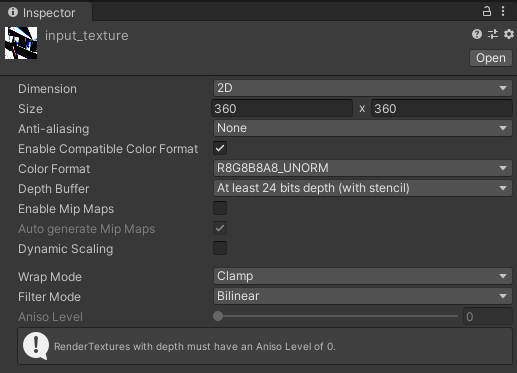 Inspector
input_texture
Open
Dimension 2D
Size 360 x 360
Anti-aliasing None
Enable Compatible Color Format
Color Format R8G8B8A8_UNORM
Depth Buffer At least 24 bits depth (with stencil)
Enable Mip Maps
Auto generate Mip Maps
Dynamic Scaling
Wrap Mode Clamp
Filter Mode Bilinear
Aniso Level 0
RenderTextures with depth must have an Aniso Level of 0.